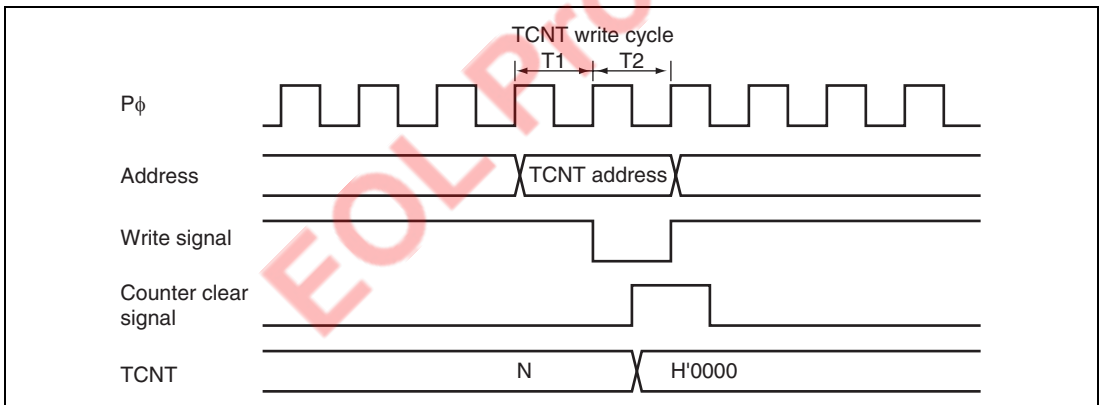 TCNT write cycle
T1 T2
Pϕ
Address
TCNT address
Write signal
Counter clear
signal
TCNT
N
H'0000
EOL Pro